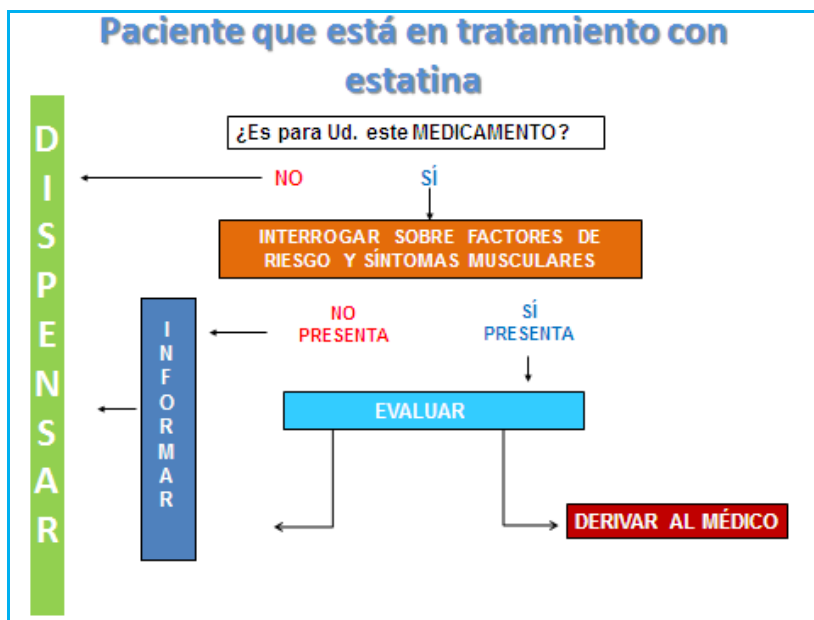 Paciente que está en tratamiento con
estatina
¿Es para Ud. este MEDICAMENTO?
NO
SÍ
INTERROGAR SOBRE FACTORES DE
RIESGO Y SÍNTOMAS MUSCULARES
NO
PRESENTA
SÍ
PRESENTA
EVALUAR
DERIVAR AL MÉDICO
INFORMAR
DISPENSAR